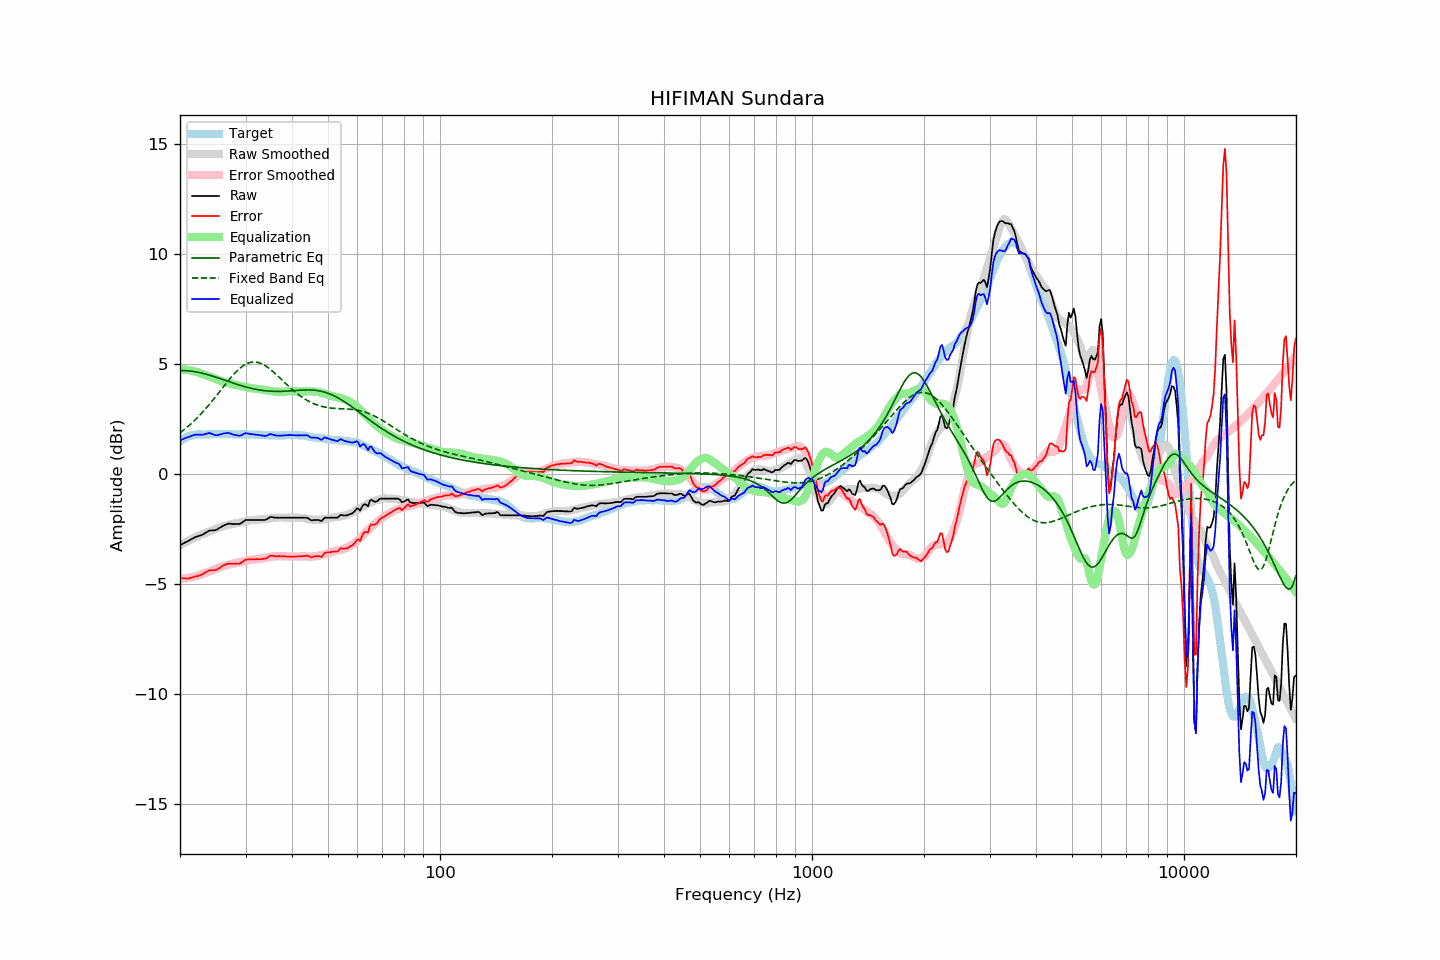 HIFIMAN Sundara
Target
Raw Smoothed
Error Smoothed
Raw
Error
Equalization
Parametric Eq
Fixed Band Eq
Equalized
15
10
5
0
−5
−10
−15
Amplitude (dBr)
100
1000
10000
Frequency (Hz)